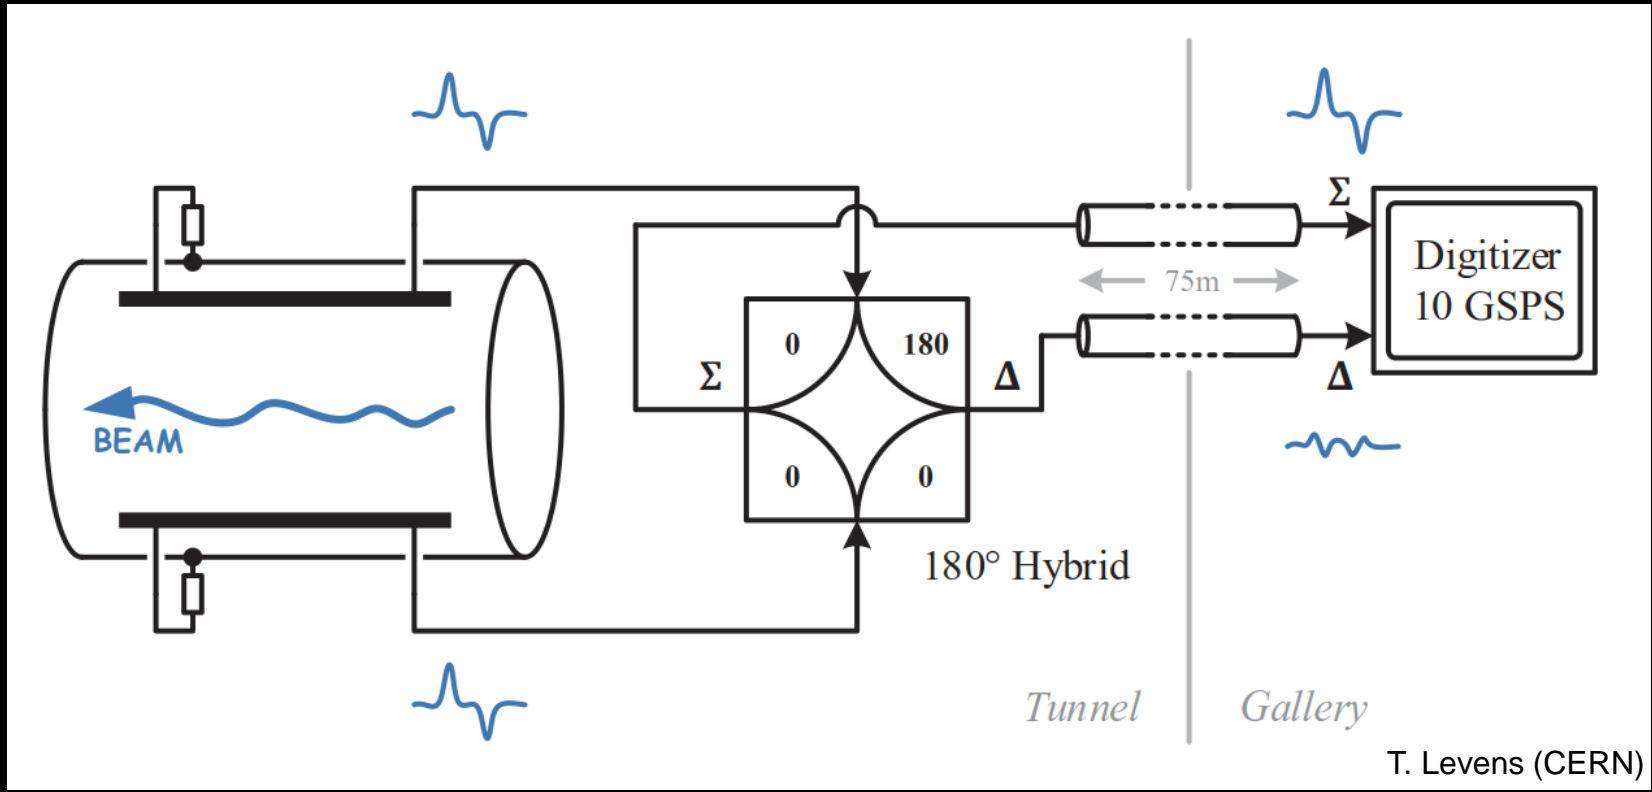 Σ
Digitizer
10 GSPS
75m
0
180
Σ
Δ
Δ
BEAM
0
0
180° Hybrid
Tunnel
Gallery
T. Levens (CERN)